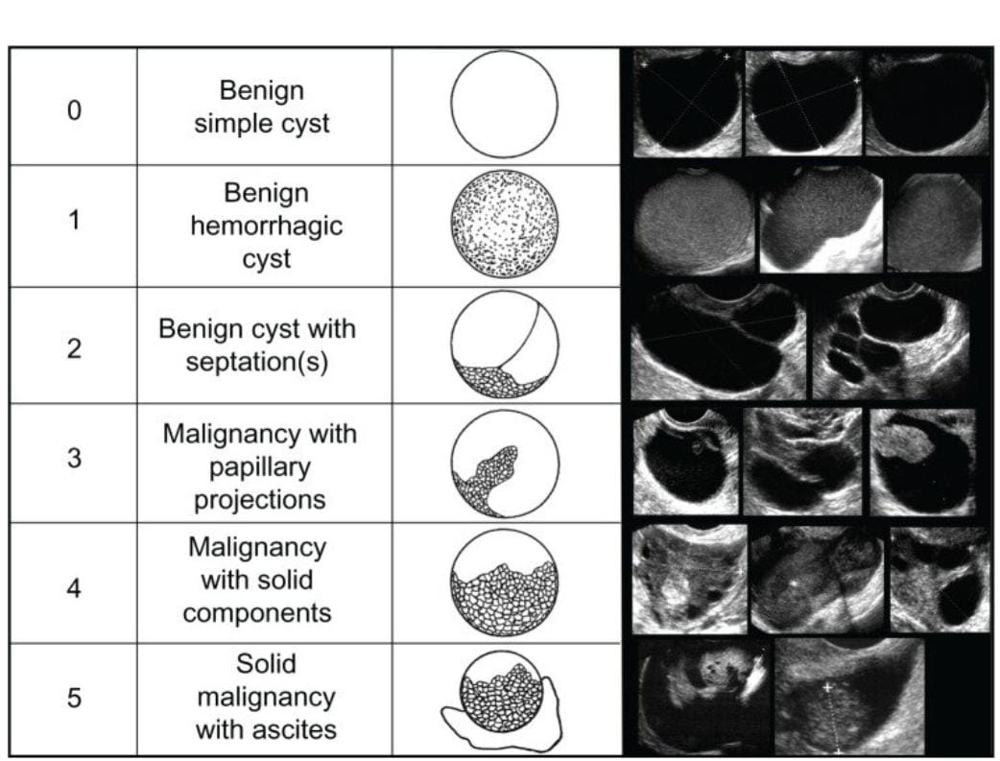 0
Benign
simple cyst
1
Benign
hemorrhagic
cyst
2
Benign cyst with
septation(s)
3
Malignancy with
papillary
projections
4
Malignancy
with solid
components
5
Solid
malignancy
with ascites